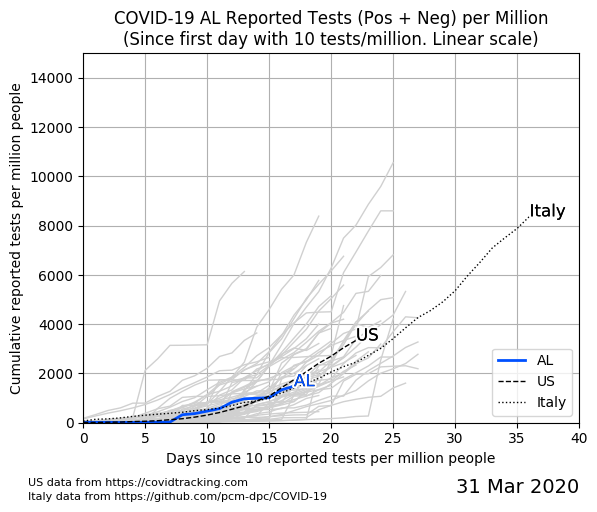 COVID-19 AL Reported Tests (Pos + Neg) per Million
(Since first day with 10 tests/million. Linear scale)
Cumulative reported tests per million people
14000
12000
10000
8000
6000
4000
2000
0
Italy
US
AL
AL
US
Italy
0 5 10 15 20 25 30 35 40
Days since 10 reported tests per million people
US data from https://covidtracking.com
Italy data from https://github.com/pcm-dpc/COVID-19
31 Mar 2020